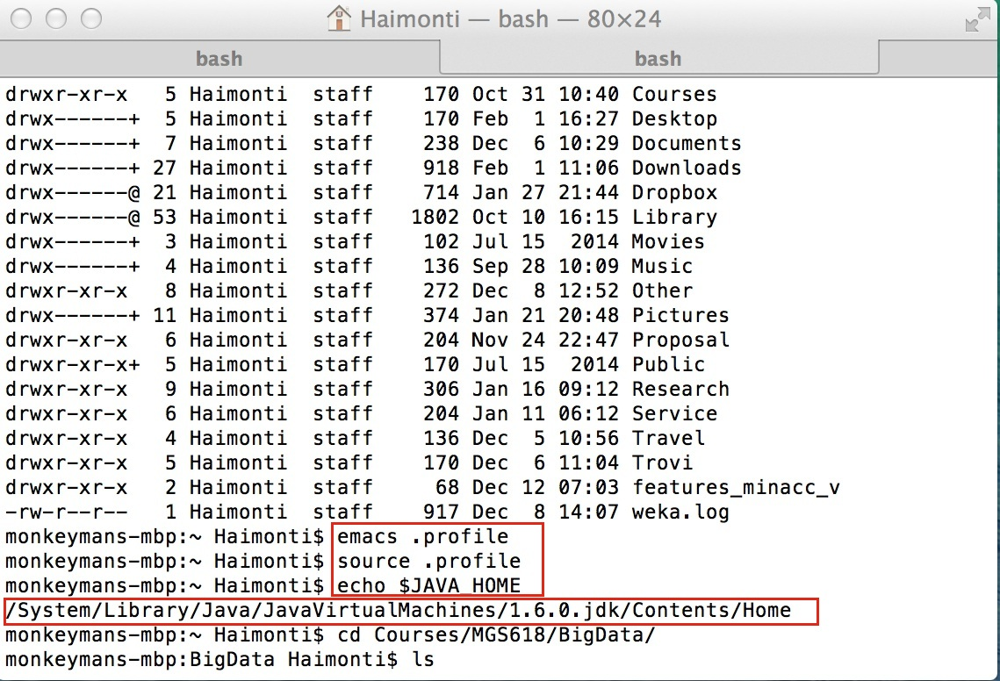 Haimonti — bash — 80×24
bash bash
drwxr-xr-x   5 Haimonti  staff    170 Oct 31 10:40 Courses
drwx------+  5 Haimonti  staff    170 Feb  1 16:27 Desktop
drwx------+  7 Haimonti  staff    238 Dec  6 10:29 Documents
drwx------+ 27 Haimonti  staff    918 Feb  1 11:06 Downloads
drwx------@ 21 Haimonti  staff    714 Jan 27 21:44 Dropbox
drwx------@ 53 Haimonti  staff   1802 Oct 10 16:15 Library
drwx------+  3 Haimonti  staff    102 Jul 15  2014 Movies
drwx------+  4 Haimonti  staff    136 Sep 28 10:09 Music
drwxr-xr-x   8 Haimonti  staff    272 Dec  8 12:52 Other
drwx------+ 11 Haimonti  staff    374 Jan 21 20:48 Pictures
drwxr-xr-x   6 Haimonti  staff    204 Nov 24 22:47 Proposal
drwxr-xr-x+  5 Haimonti  staff    170 Jul 15  2014 Public
drwxr-xr-x   9 Haimonti  staff    306 Jan 16 09:12 Research
drwxr-xr-x   6 Haimonti  staff    204 Jan 11 06:12 Service
drwxr-xr-x   4 Haimonti  staff    136 Dec  5 10:56 Travel
drwxr-xr-x   5 Haimonti  staff    170 Dec  6 11:04 Trovi
drwxr-xr-x   2 Haimonti  staff     68 Dec 12 07:03 features_minacc_v
-rw-r--r--   1 Haimonti  staff    917 Dec  8 14:07 weka.log
monkeymans-mbp:~ Haimonti$ emacs .profile
monkeymans-mbp:~ Haimonti$ source .profile
monkeymans-mbp:~ Haimonti$ echo $JAVA_HOME
/System/Library/Java/JavaVirtualMachines/1.6.0.jdk/Contents/Home
monkeymans-mbp:~ Haimonti$ cd Courses/MGS618/BigData/
monkeymans-mbp:BigData Haimonti$ ls